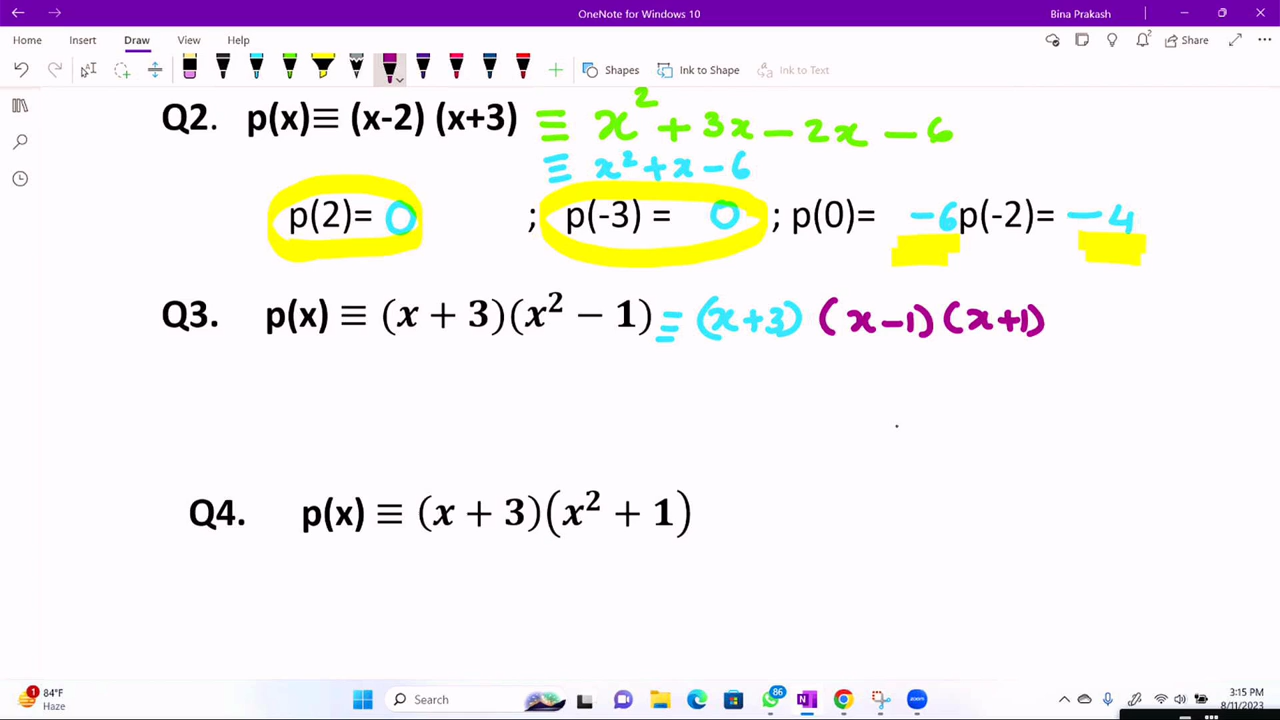 OneNote for Windows 10
Bina Prakash
Home Insert Draw View Help
Share
Shapes Ink to Shape Ink to Text
Q2. p(x)≡ (x-2) (x+3) ≡ x² + 3x - 2x - 6
≡ x² + x - 6
p(2)= 0 ; p(-3) = 0 ; p(0)= -6 p(-2)= -4
Q3. p(x) ≡ (x + 3)(x² − 1) ≡ (x+3) (x-1) (x+1)
Q4. p(x) ≡ (x + 3)(x² + 1)
1 84°F
Haze
Search
86
3:15 PM
8/11/2023